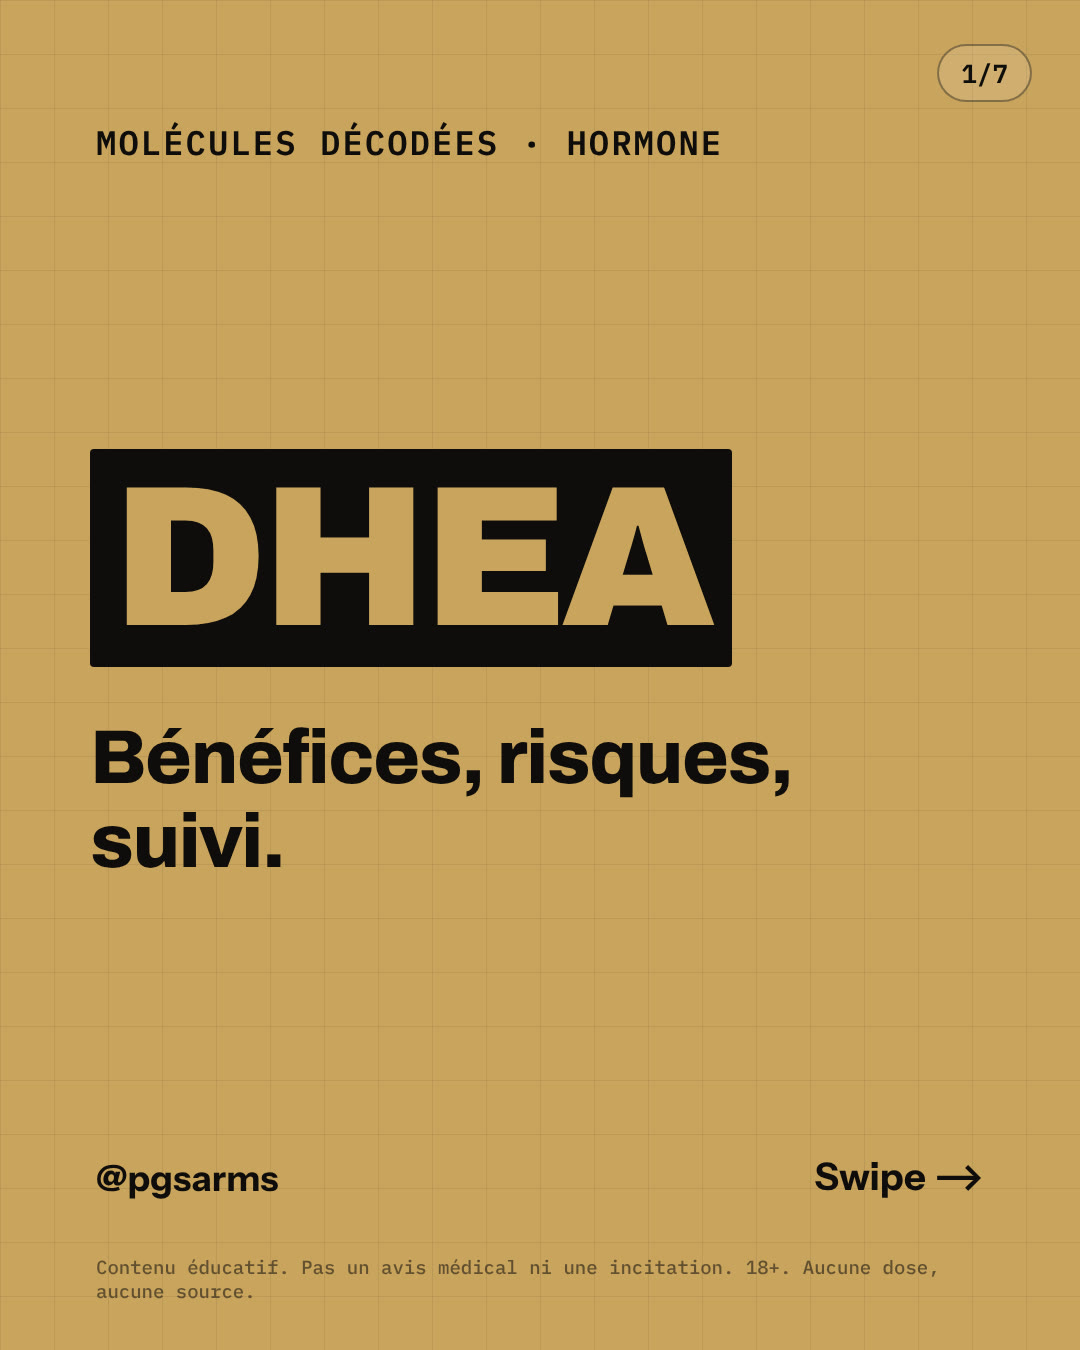 1/7
MOLÉCULES DÉCODÉES · HORMONE
DHEA
Bénéfices, risques,
suivi.
@pgsarms
Swipe →
Contenu éducatif. Pas un avis médical ni une incitation. 18+. Aucune dose,
aucune source.